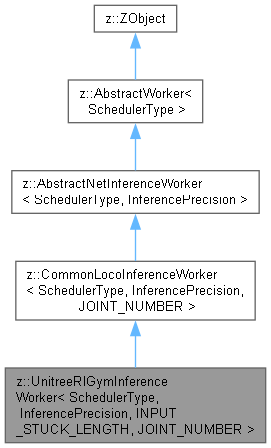 z::ZObject
z::AbstractWorker<
SchedulerType >
z::AbstractNetInferenceWorker
< SchedulerType, InferencePrecision >
z::CommonLocoInferenceWorker
< SchedulerType, InferencePrecision,
JOINT_NUMBER >
z::UnitreeRlGymInference
Worker< SchedulerType,
InferencePrecision, INPUT
_STUCK_LENGTH, JOINT_NUMBER >